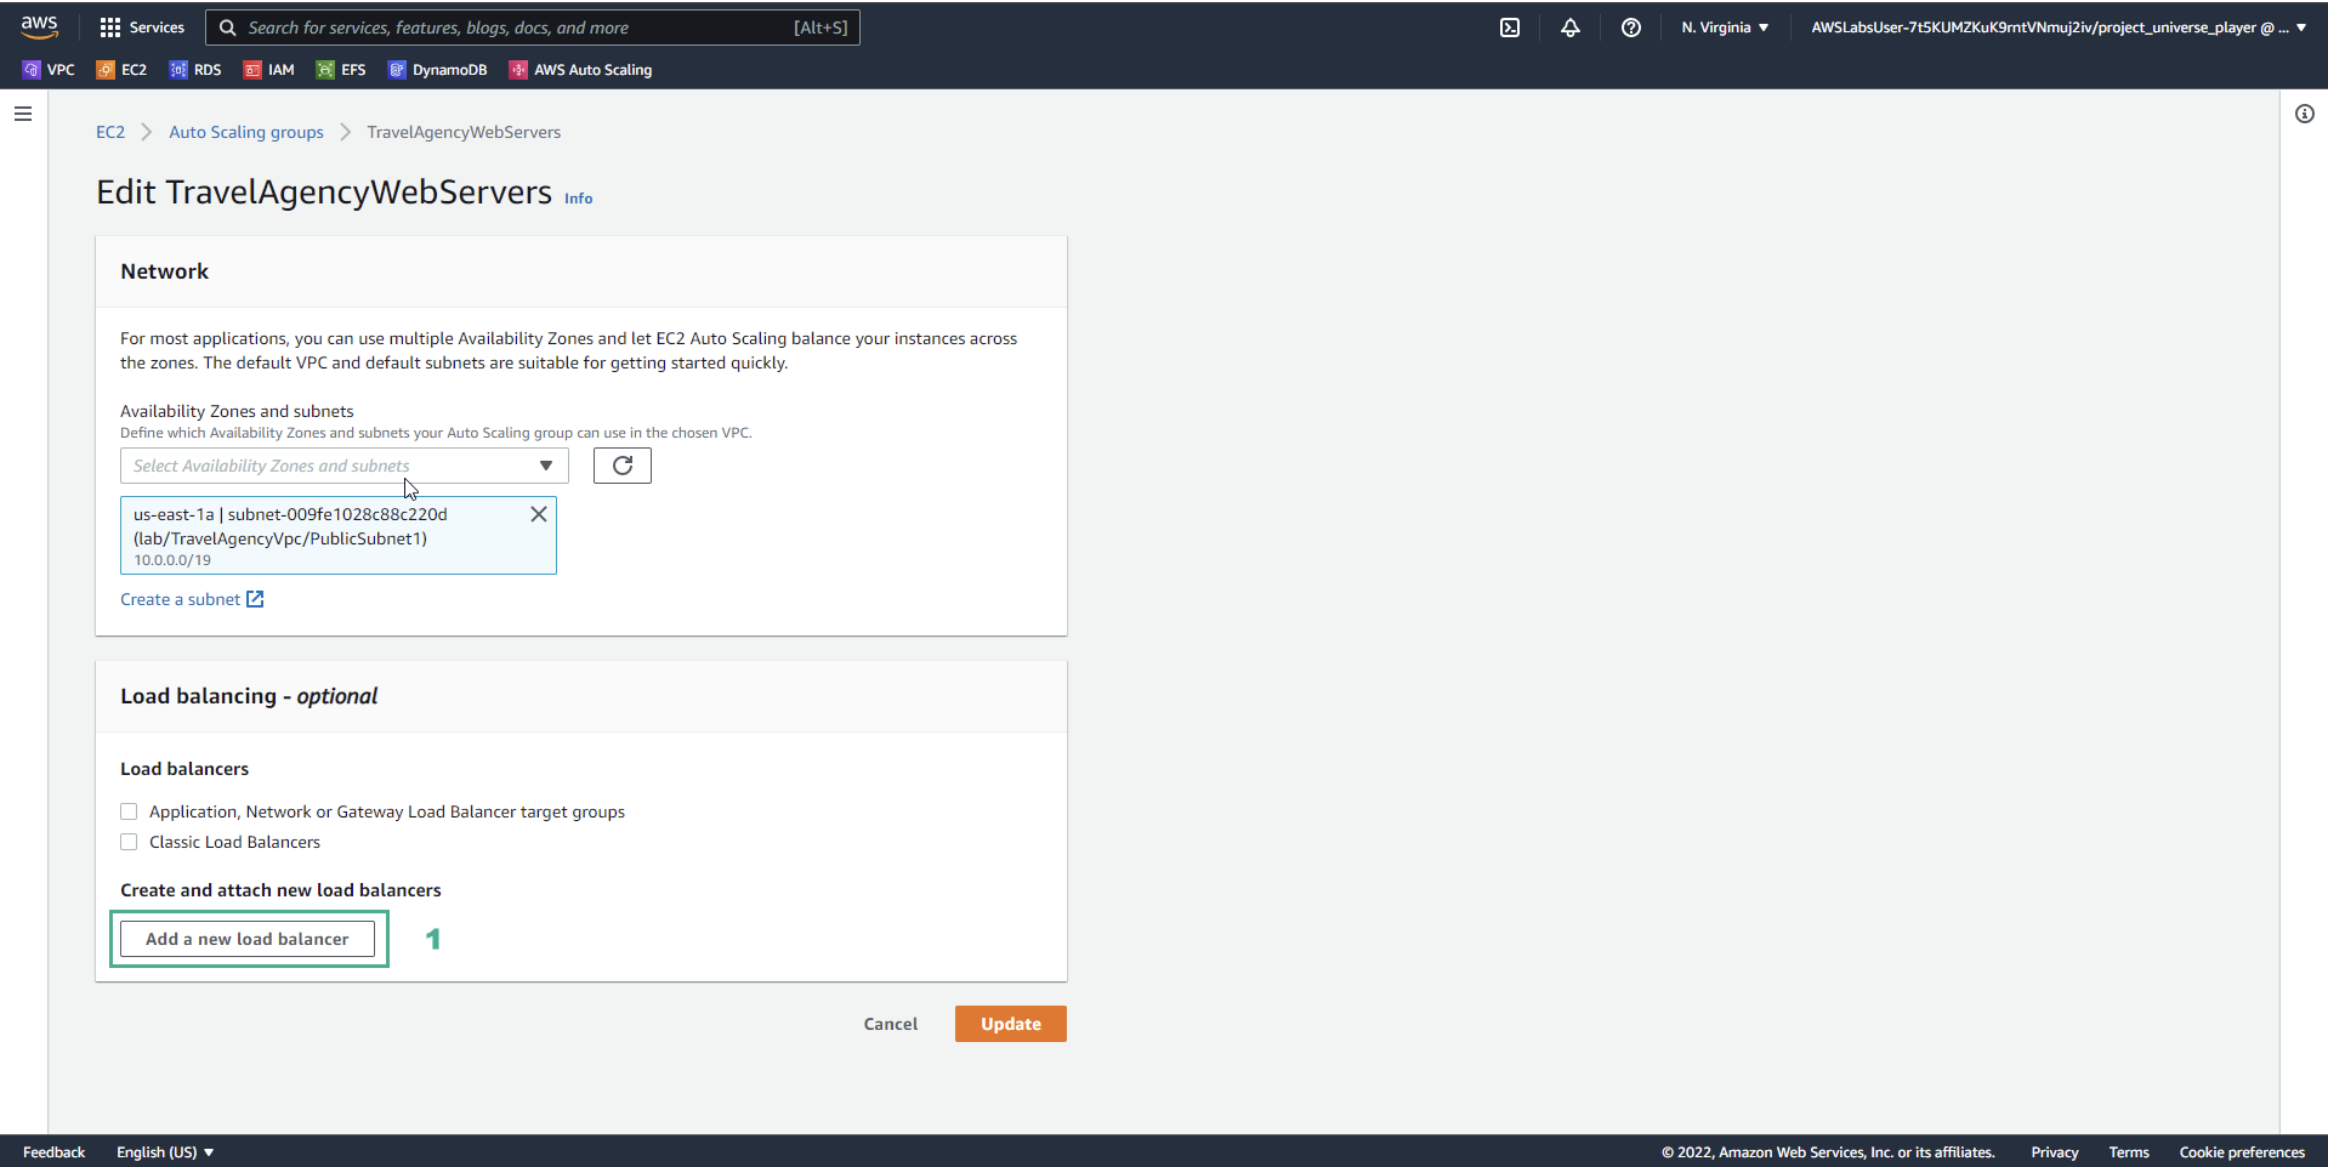 aws Services Search for services, features, blogs, docs, and more [Alt+S] N. Virginia ▼ AWSLabsUser-7t5KUMZKuK9rntVNmuj2iv/project_universe_player @ ... ▼
VPC EC2 RDS IAM EFS DynamoDB AWS Auto Scaling
EC2 > Auto Scaling groups > TravelAgencyWebServers
Edit TravelAgencyWebServers Info
Network
For most applications, you can use multiple Availability Zones and let EC2 Auto Scaling balance your instances across
the zones. The default VPC and default subnets are suitable for getting started quickly.
Availability Zones and subnets
Define which Availability Zones and subnets your Auto Scaling group can use in the chosen VPC.
Select Availability Zones and subnets
us-east-1a | subnet-009fe1028c88c220d
(lab/TravelAgencyVpc/PublicSubnet1)
10.0.0.0/19
Create a subnet
Load balancing - optional
Load balancers
Application, Network or Gateway Load Balancer target groups
Classic Load Balancers
Create and attach new load balancers
Add a new load balancer 1
Cancel Update
Feedback English (US) ▼ © 2022, Amazon Web Services, Inc. or its affiliates. Privacy Terms Cookie preferences